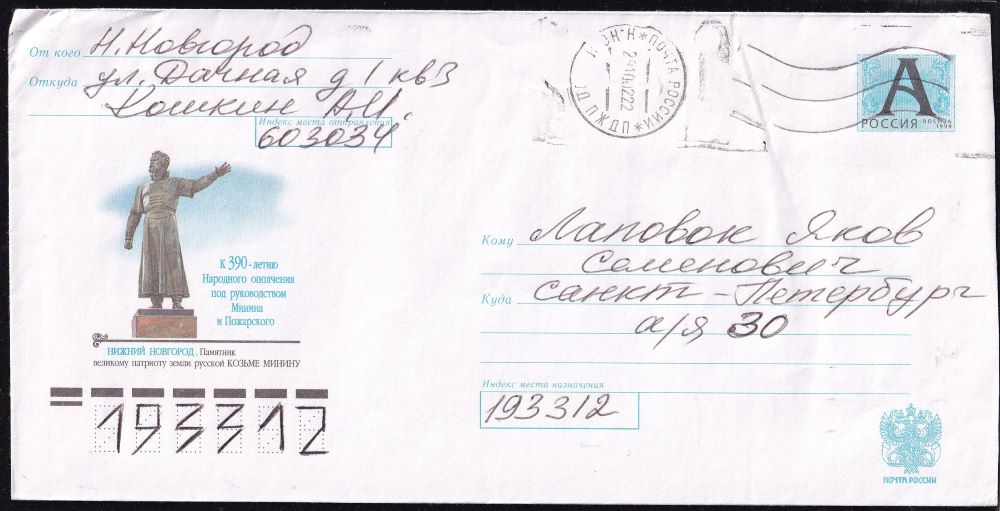 От кого Н. Новгород
Откуда ул. Дачная д 1 кв 3
Кошкин А И
Индекс места отправления
603034
ПОЧТА РОССИИ
А
РОССИЯ
ROSSIJA
1999
к 390-летию
Народного ополчения
под руководством
Минина
и Пожарского
НИЖНИЙ НОВГОРОД. Памятник
великому патриоту земли русской КОЗЬМЕ МИНИНУ
193312
Кому Лаповок Яков
Семенович
Куда Санкт-Петербург
а/я 30
Индекс места назначения
193312
ПОЧТА РОССИИ